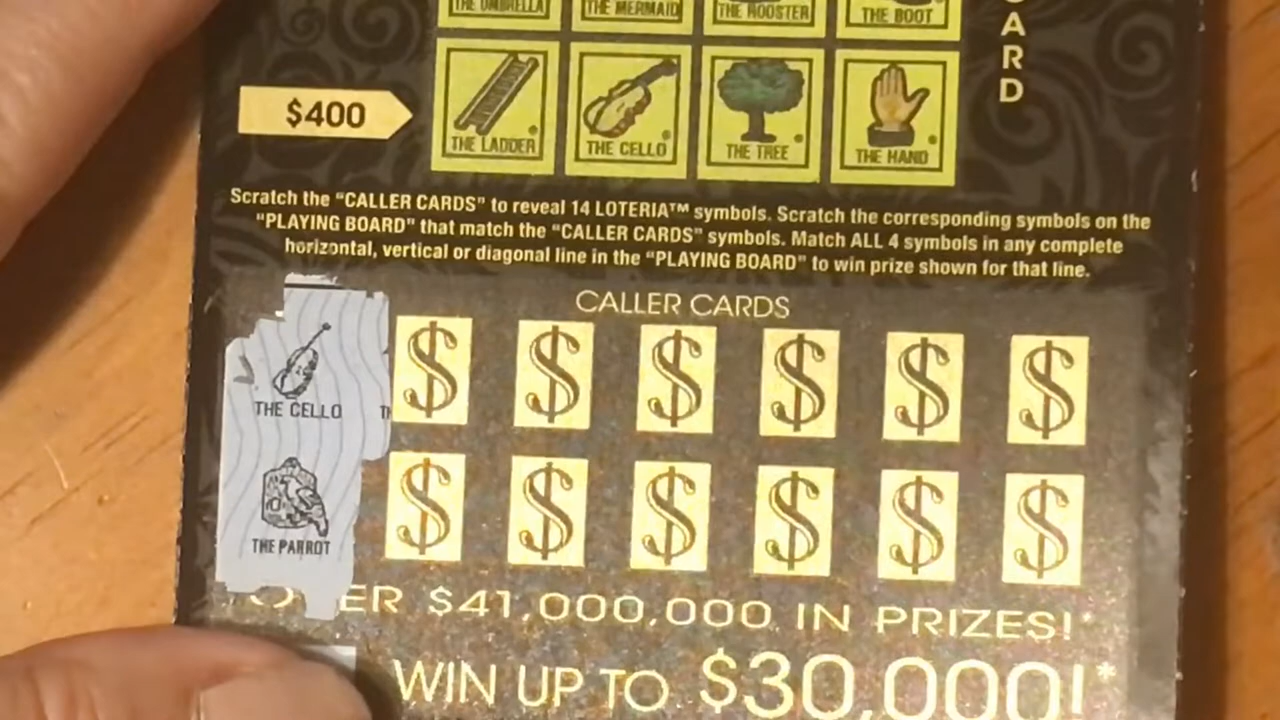 THE UMBRELLA THE MERMAID THE ROOSTER THE BOOT
ARD
$400
THE LADDER THE CELLO THE TREE THE HAND
Scratch the “CALLER CARDS” to reveal 14 LOTERIA™ symbols. Scratch the corresponding symbols on the
“PLAYING BOARD” that match the “CALLER CARDS” symbols. Match ALL 4 symbols in any complete
horizontal, vertical or diagonal line in the “PLAYING BOARD” to win prize shown for that line.
CALLER CARDS
$ $ $ $ $ $
THE CELLO TH
$ $ $ $ $ $
THE PARROT
OVER $41,000,000 IN PRIZES!
WIN UP TO $30,000!*